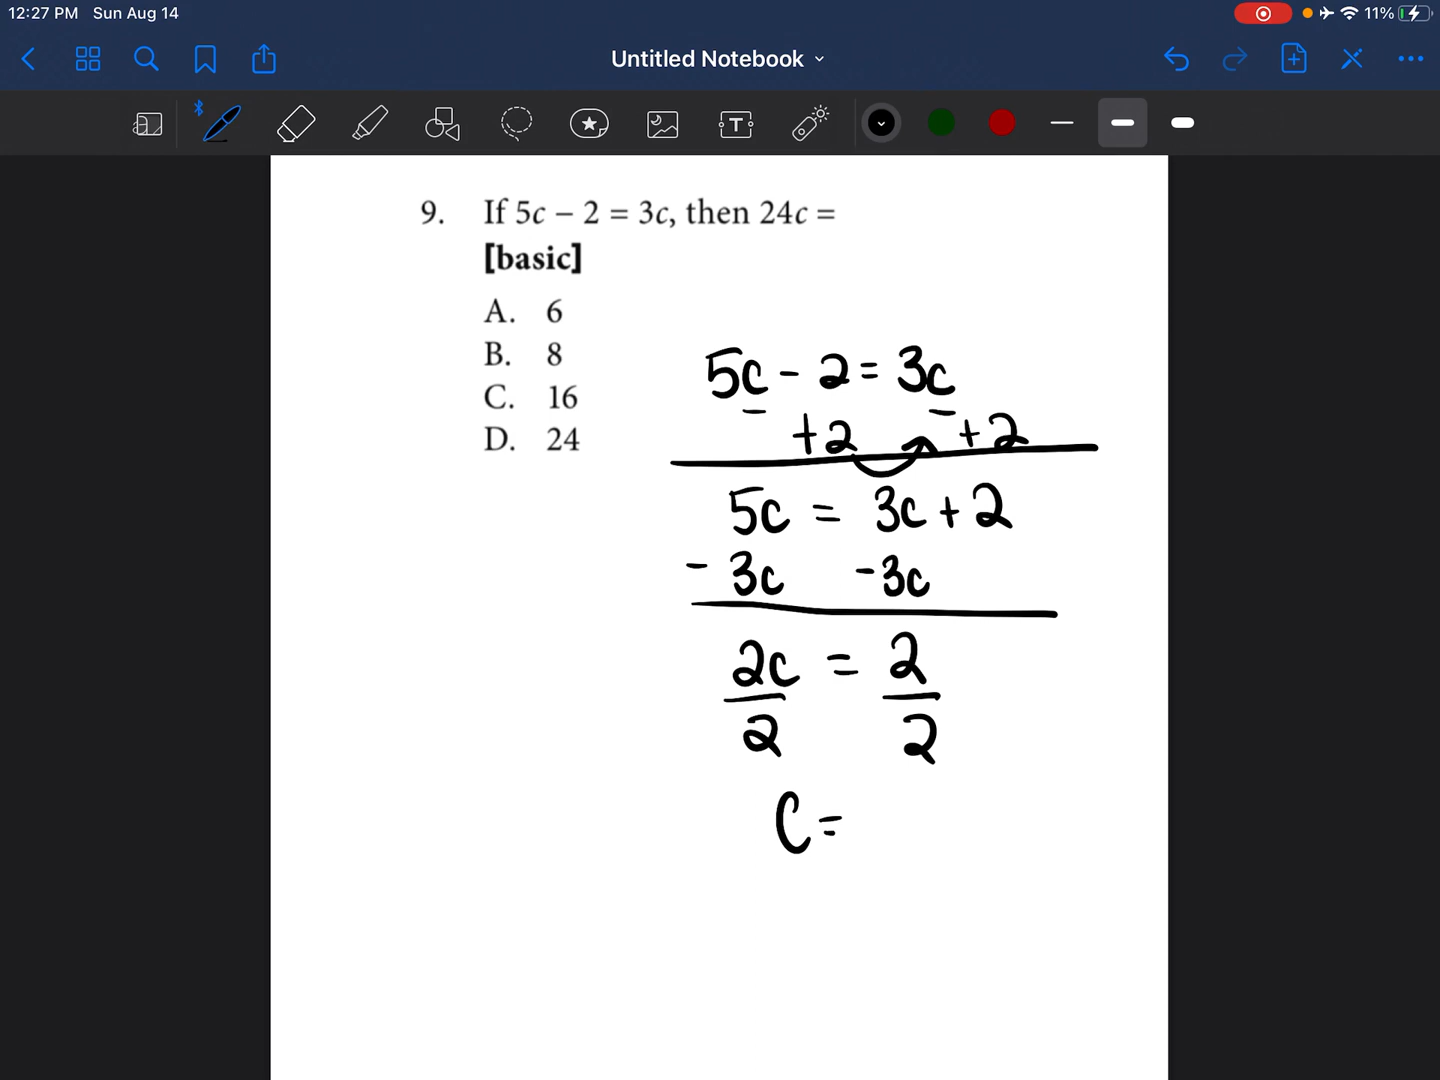 12:27 PM Sun Aug 14 11%
Untitled Notebook
T
9. If 5c − 2 = 3c, then 24c =
[basic]
A. 6
B. 8
C. 16
D. 24
5c - 2 = 3c
+2 +2
5c = 3c + 2
- 3c -3c
2c = 2
2 2
C =